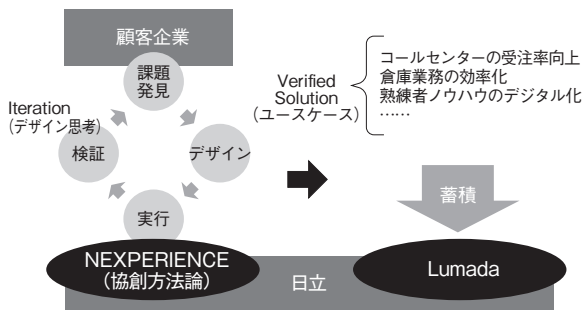 顧客企業
課題
発見
Iteration
(デザイン思考)
検証
デザイン
実行
NEXPERIENCE
(協創方法論)
日立
Verified
Solution
(ユースケース)
コールセンターの受注率向上
倉庫業務の効率化
熟練者ノウハウのデジタル化
……
蓄積
Lumada